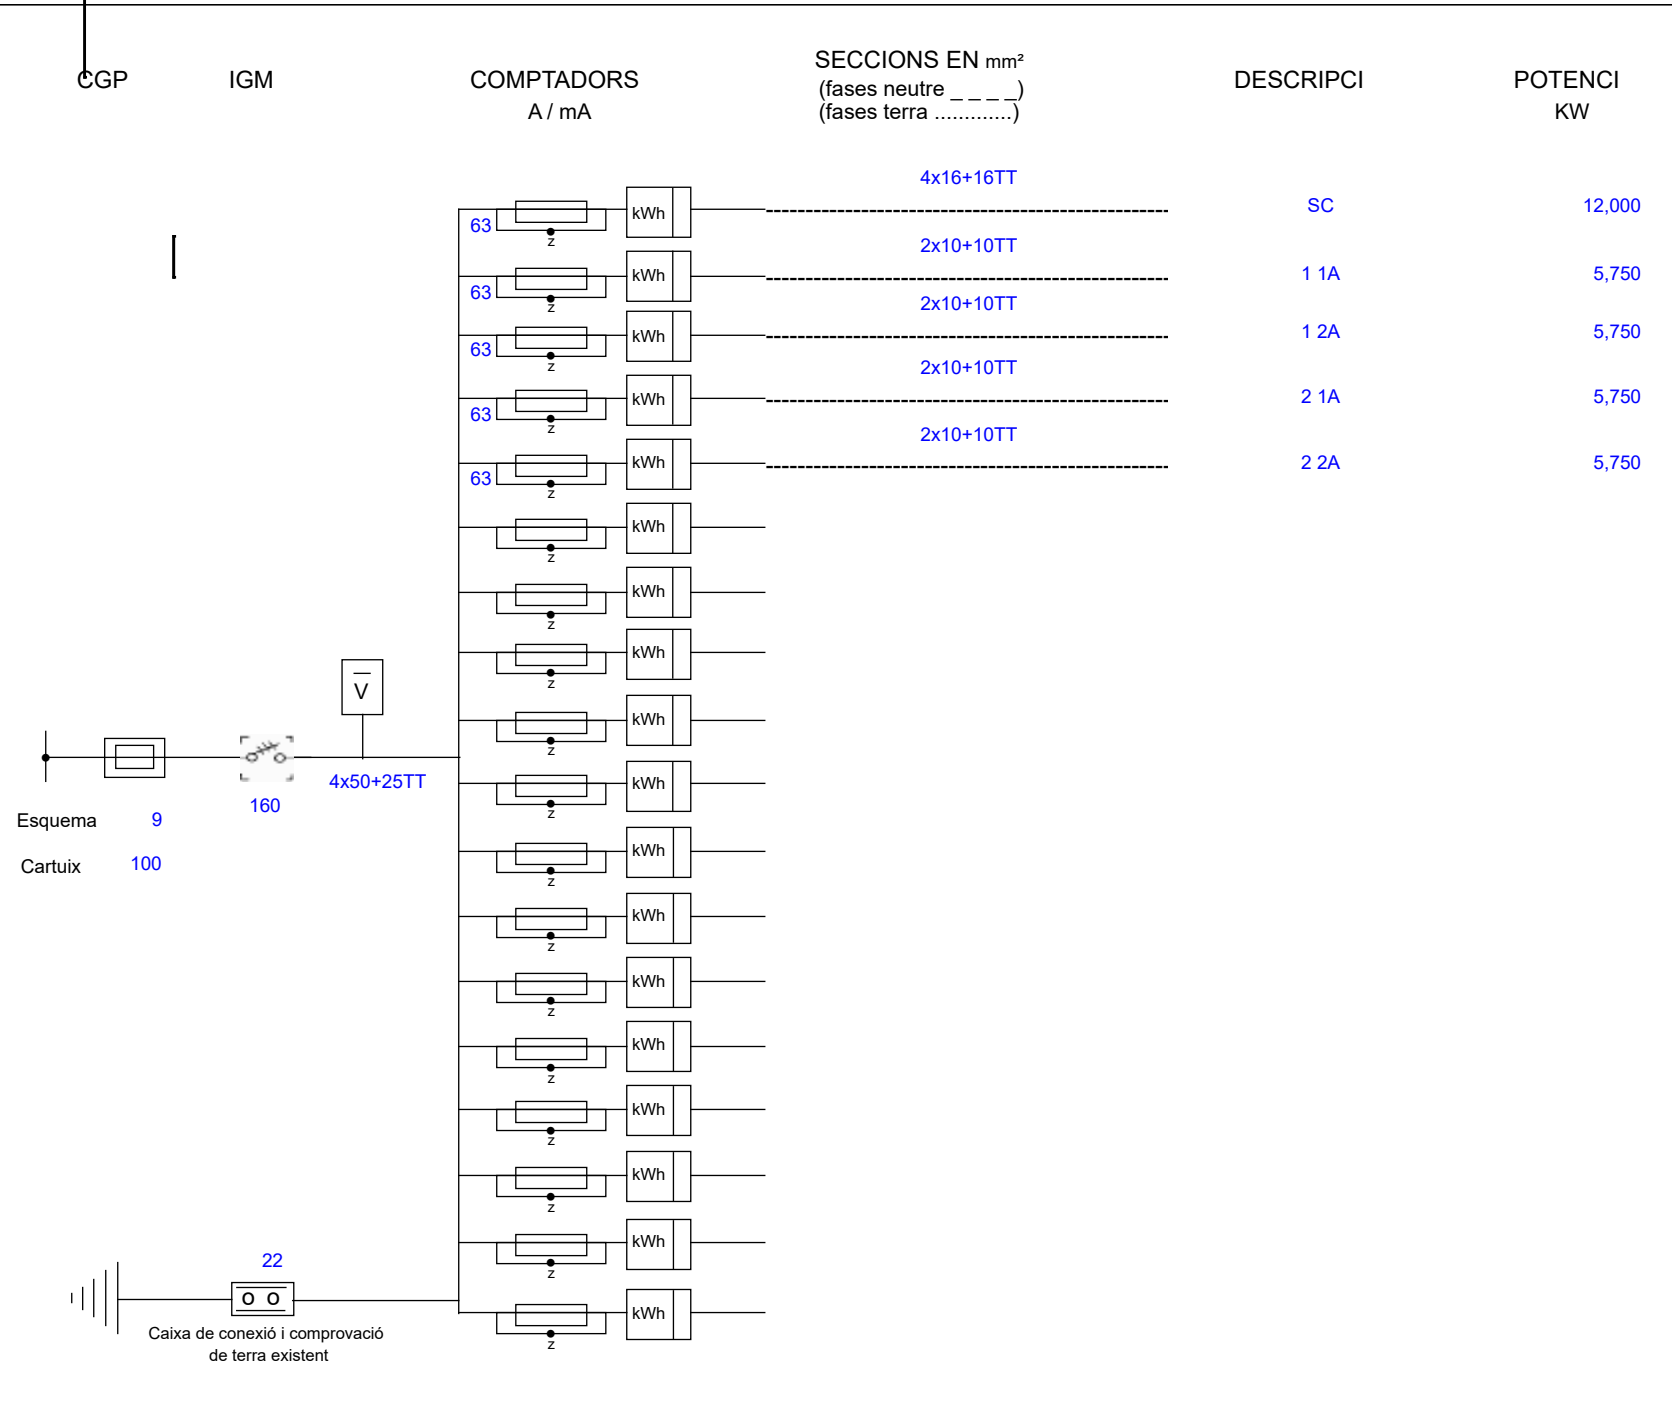 CGP IGM COMPTADORS SECCIONS EN mm² DESCRIPCI POTENCI
A / mA (fases neutre _ _ _ _) KW
(fases terra .............)
4x16+16TT
63 z kWh SC 12,000
2x10+10TT
63 z kWh 1 1A 5,750
2x10+10TT
63 z kWh 1 2A 5,750
2x10+10TT
63 z kWh 2 1A 5,750
2x10+10TT
63 z kWh 2 2A 5,750
z kWh
z kWh
z kWh
V
z kWh
4x50+25TT
z kWh
160
Esquema 9
Cartuix 100
z kWh
z kWh
z kWh
z kWh
z kWh
z kWh
22
z kWh
z kWh
Caixa de conexió i comprovació
de terra existent